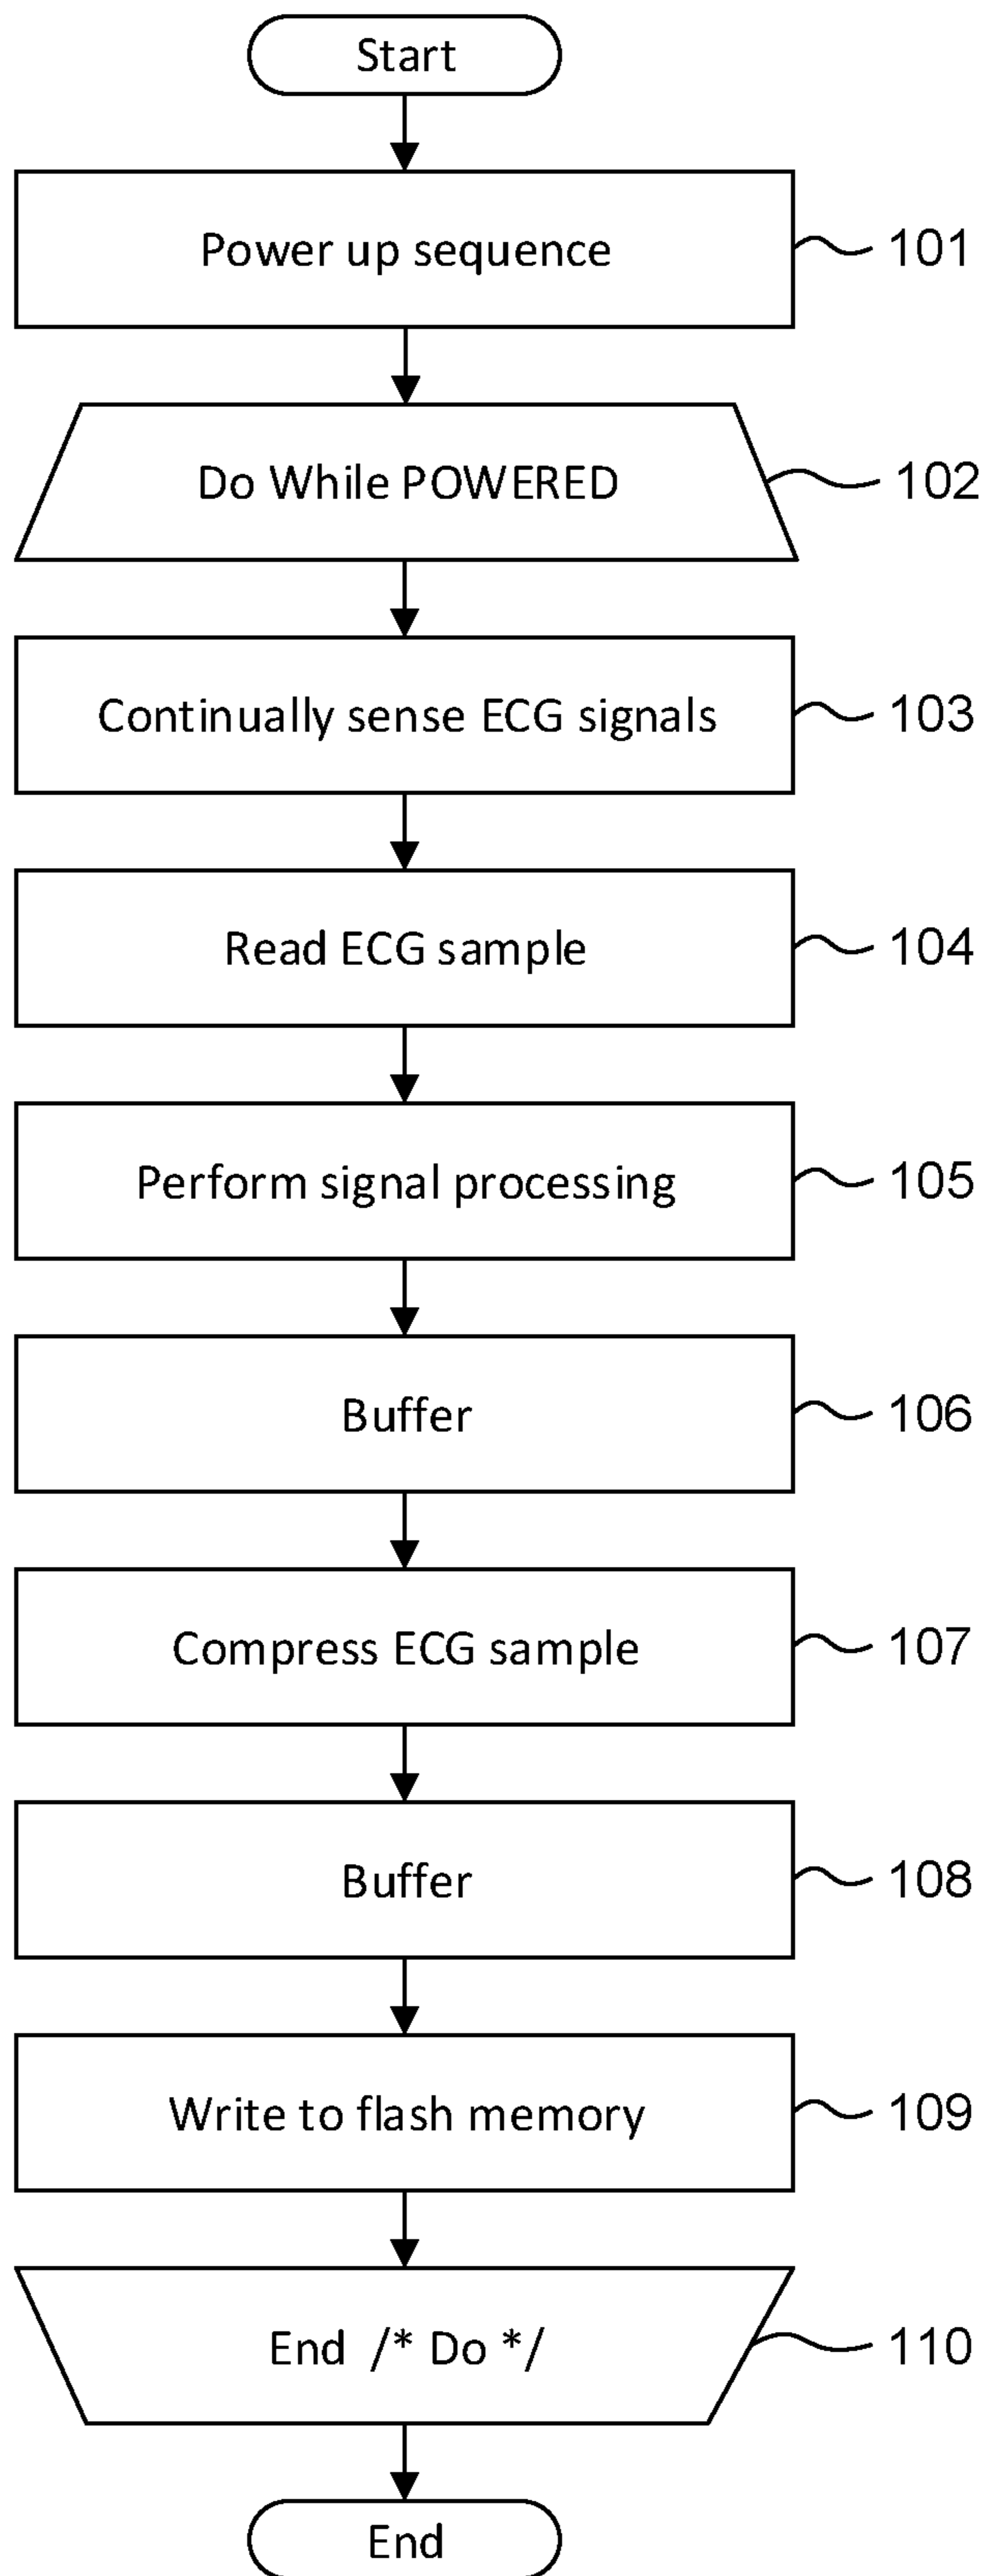 Start
Power up sequence 101
Do While POWERED 102
Continually sense ECG signals 103
Read ECG sample 104
Perform signal processing 105
Buffer 106
Compress ECG sample 107
Buffer 108
Write to flash memory 109
End /* Do */ 110
End